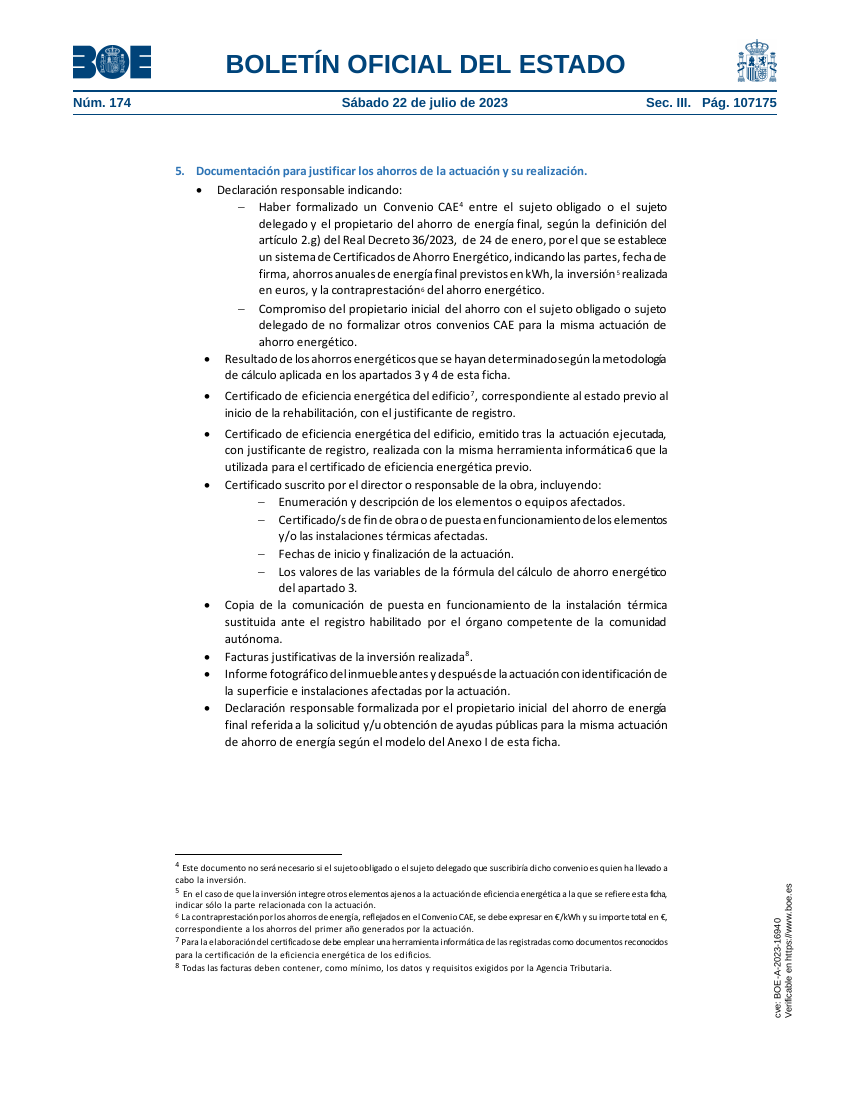 BOE
BOLETÍN OFICIAL DEL ESTADO
Núm. 174
Sábado 22 de julio de 2023
Sec. III. Pág. 107175
5. Documentación para justificar los ahorros de la actuación y su realización.
• Declaración responsable indicando:
– Haber formalizado un Convenio CAE⁴ entre el sujeto obligado o el sujeto
delegado y el propietario del ahorro de energía final, según la definición del
artículo 2.g) del Real Decreto 36/2023, de 24 de enero, por el que se establece
un sistema de Certificados de Ahorro Energético, indicando las partes, fecha de
firma, ahorros anuales de energía final previstos en kWh, la inversión⁵ realizada
en euros, y la contraprestación⁶ del ahorro energético.
– Compromiso del propietario inicial del ahorro con el sujeto obligado o sujeto
delegado de no formalizar otros convenios CAE para la misma actuación de
ahorro energético.
• Resultado de los ahorros energéticos que se hayan determinado según la metodología
de cálculo aplicada en los apartados 3 y 4 de esta ficha.
• Certificado de eficiencia energética del edificio⁷, correspondiente al estado previo al
inicio de la rehabilitación, con el justificante de registro.
• Certificado de eficiencia energética del edificio, emitido tras la actuación ejecutada,
con justificante de registro, realizada con la misma herramienta informática6 que la
utilizada para el certificado de eficiencia energética previo.
• Certificado suscrito por el director o responsable de la obra, incluyendo:
– Enumeración y descripción de los elementos o equipos afectados.
– Certificado/s de fin de obra o de puesta en funcionamiento de los elementos
y/o las instalaciones térmicas afectadas.
– Fechas de inicio y finalización de la actuación.
– Los valores de las variables de la fórmula del cálculo de ahorro energético
del apartado 3.
• Copia de la comunicación de puesta en funcionamiento de la instalación térmica
sustituida ante el registro habilitado por el órgano competente de la comunidad
autónoma.
• Facturas justificativas de la inversión realizada⁸.
• Informe fotográfico del inmueble antes y después de la actuación con identificación de
la superficie e instalaciones afectadas por la actuación.
• Declaración responsable formalizada por el propietario inicial del ahorro de energía
final referida a la solicitud y/u obtención de ayudas públicas para la misma actuación
de ahorro de energía según el modelo del Anexo I de esta ficha.
⁴ Este documento no será necesario si el sujeto obligado o el sujeto delegado que suscribiría dicho convenio es quien ha llevado a
cabo la inversión.
⁵ En el caso de que la inversión integre otros elementos ajenos a la actuación de eficiencia energética a la que se refiere esta ficha,
indicar sólo la parte relacionada con la actuación.
⁶ La contraprestación por los ahorros de energía, reflejados en el Convenio CAE, se debe expresar en €/kWh y su importe total en €,
correspondiente a los ahorros del primer año generados por la actuación.
⁷ Para la elaboración del certificado se debe emplear una herramienta informática de las registradas como documentos reconocidos
para la certificación de la eficiencia energética de los edificios.
⁸ Todas las facturas deben contener, como mínimo, los datos y requisitos exigidos por la Agencia Tributaria.
cve: BOE-A-2023-16940
Verificable en https://www.boe.es